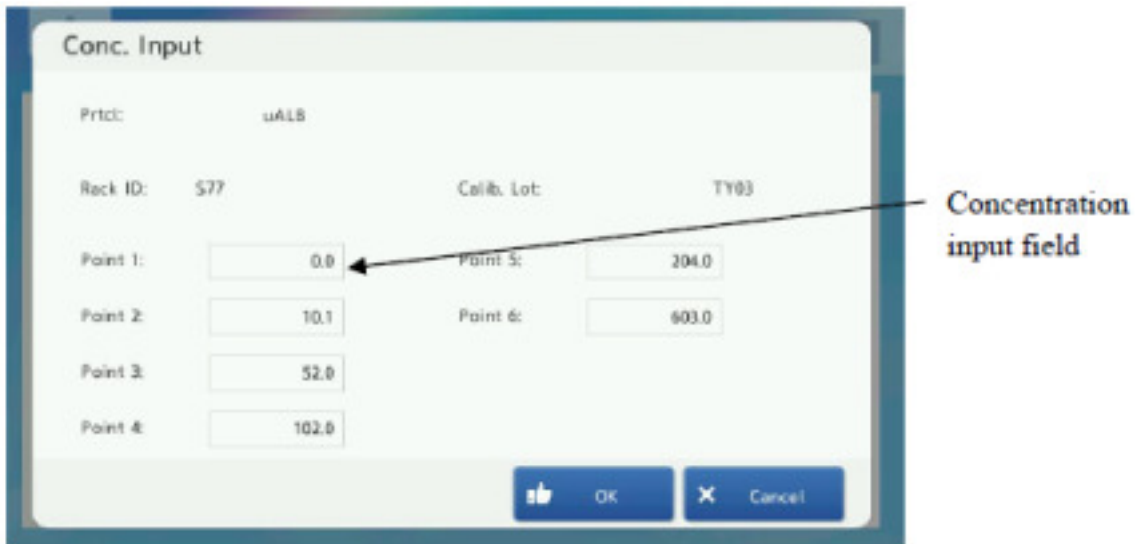 Conc. Input
Prtcl: uALB
Rack ID: S77 Calib. Lot: TY03
Point 1: 0.0 Point 5: 204.0
Point 2: 10.1 Point 6: 603.0
Point 3: 52.0
Point 4: 102.0
OK Cancel
Concentration
input field